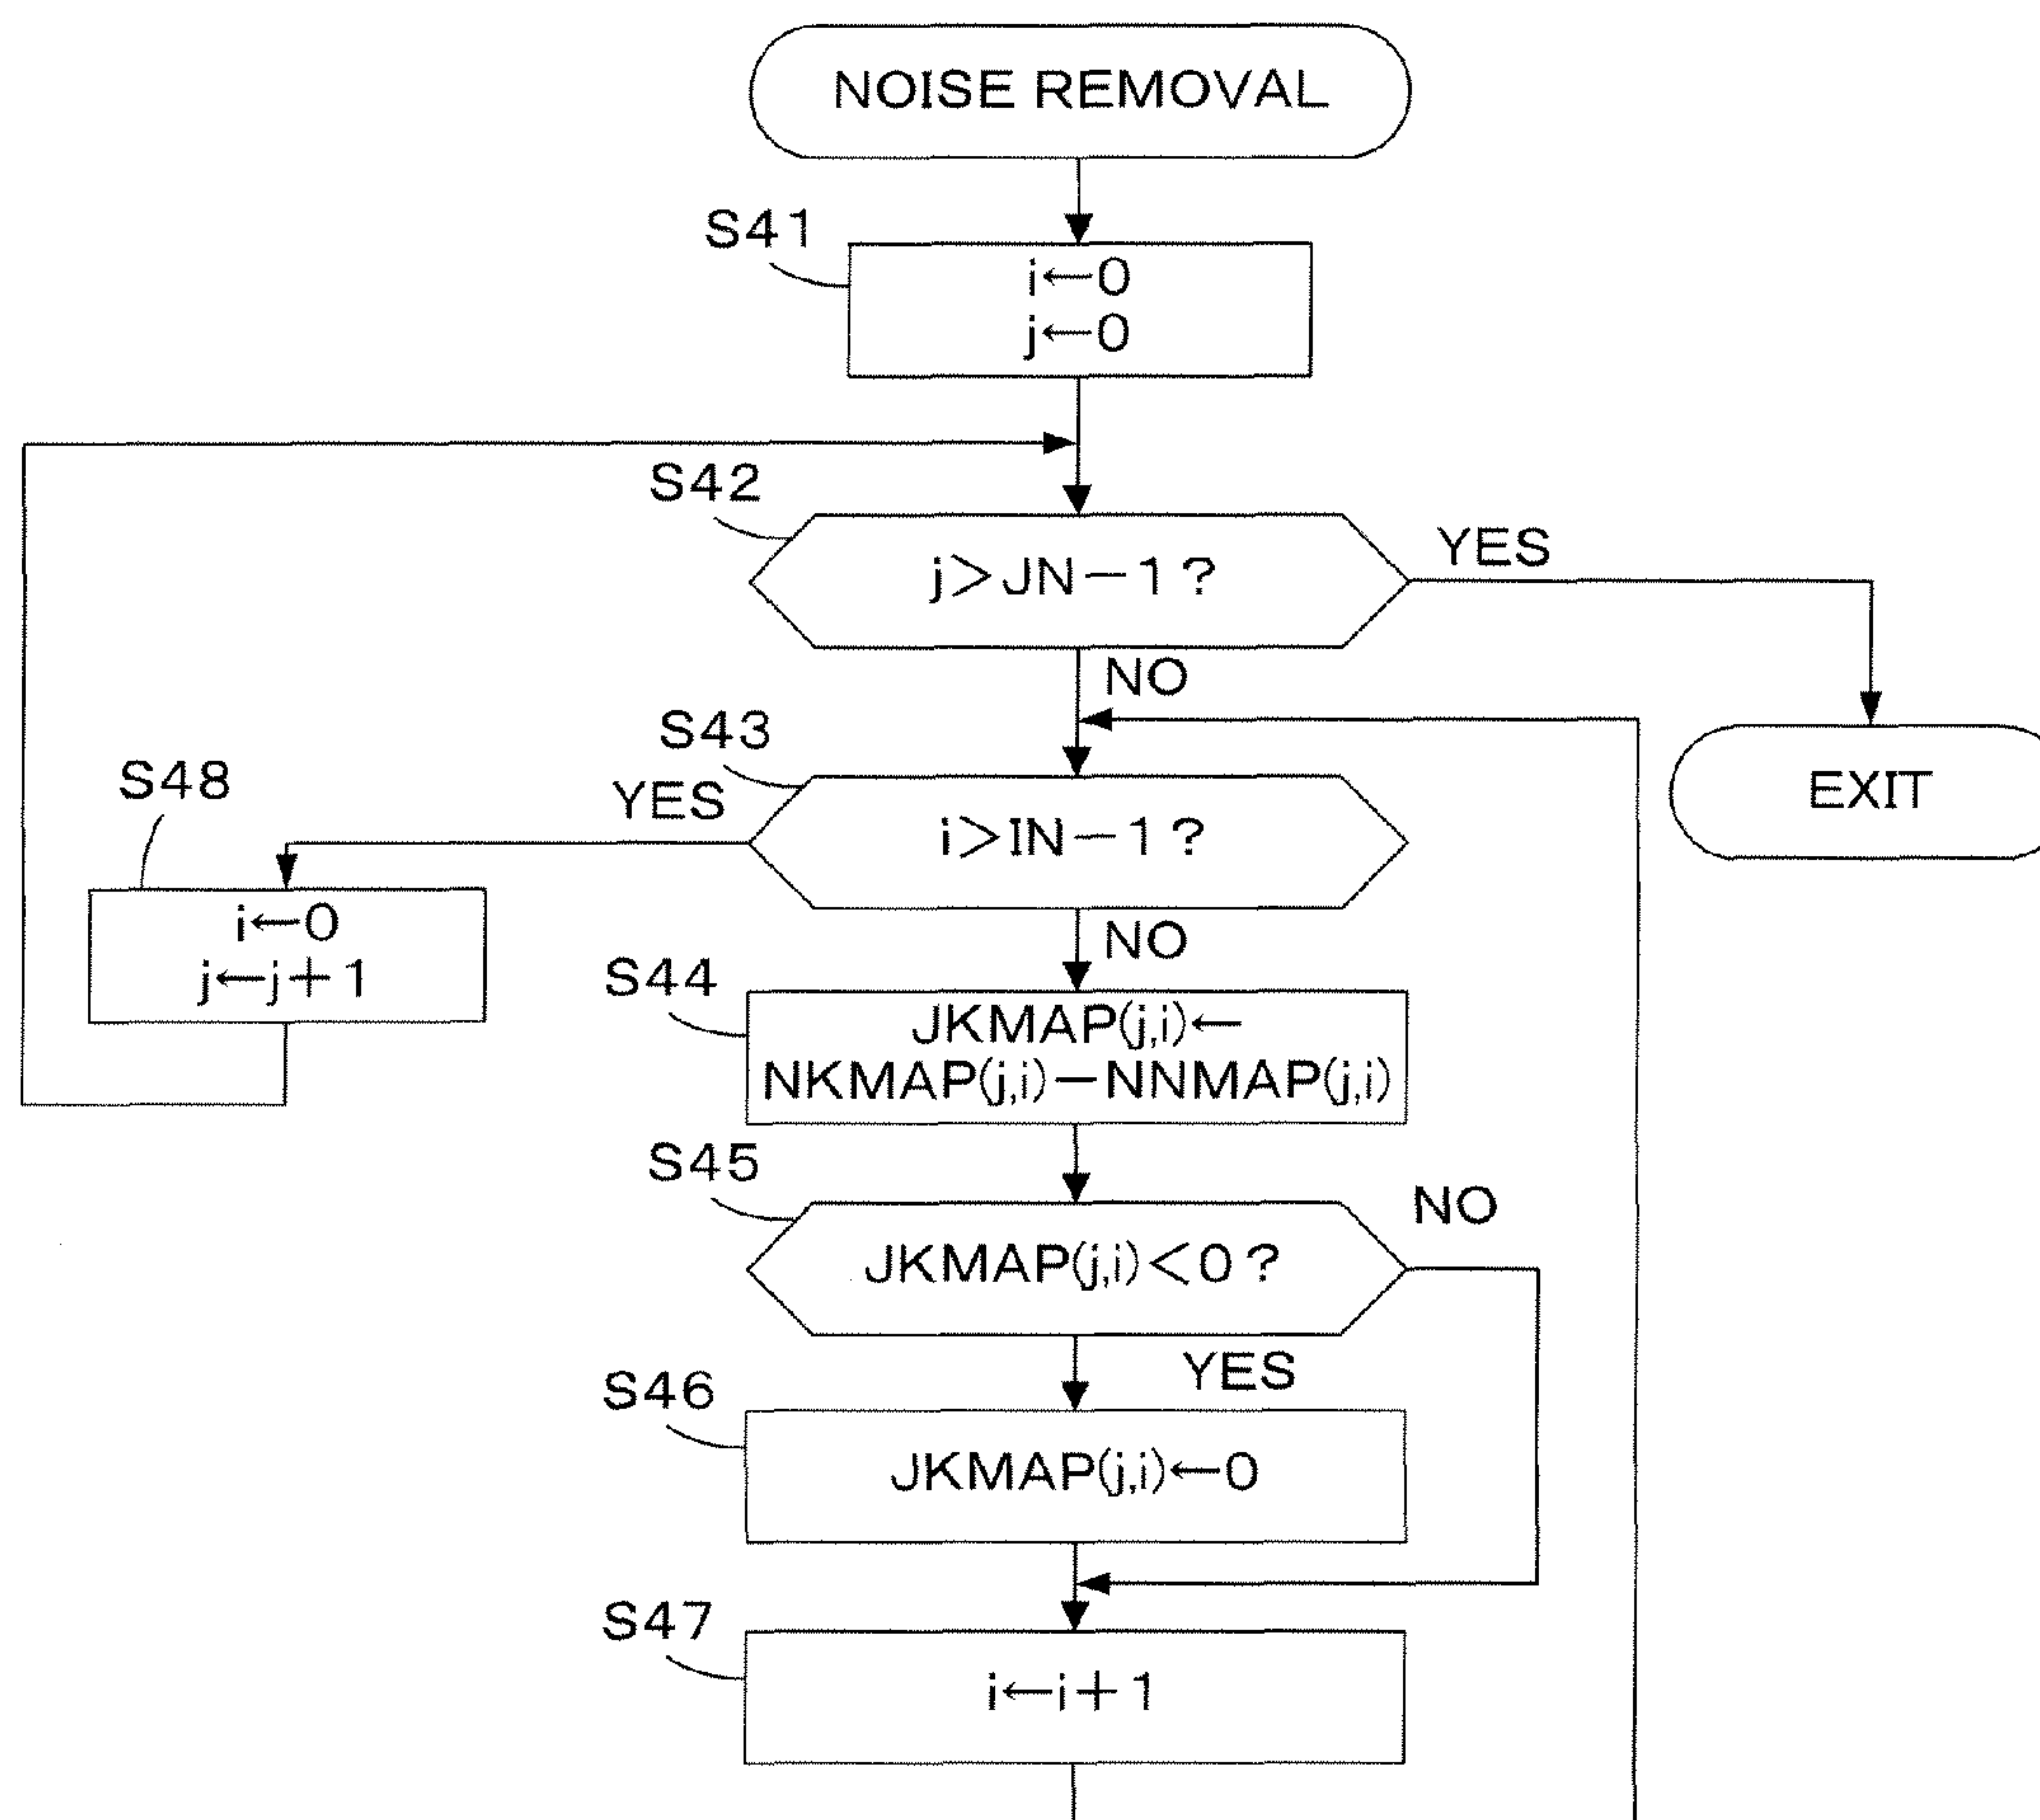 NOISE REMOVAL
S41
i←0
j←0
S42
j>JN-1?
YES
NO
S43
YES
i>IN-1?
EXIT
S48
i←0
j←j+1
NO
S44
JKMAP(j,i)←
NKMAP(j,i)-NNMAP(j,i)
S45
NO
JKMAP(j,i)<0?
YES
S46
JKMAP(j,i)←0
S47
i←i+1